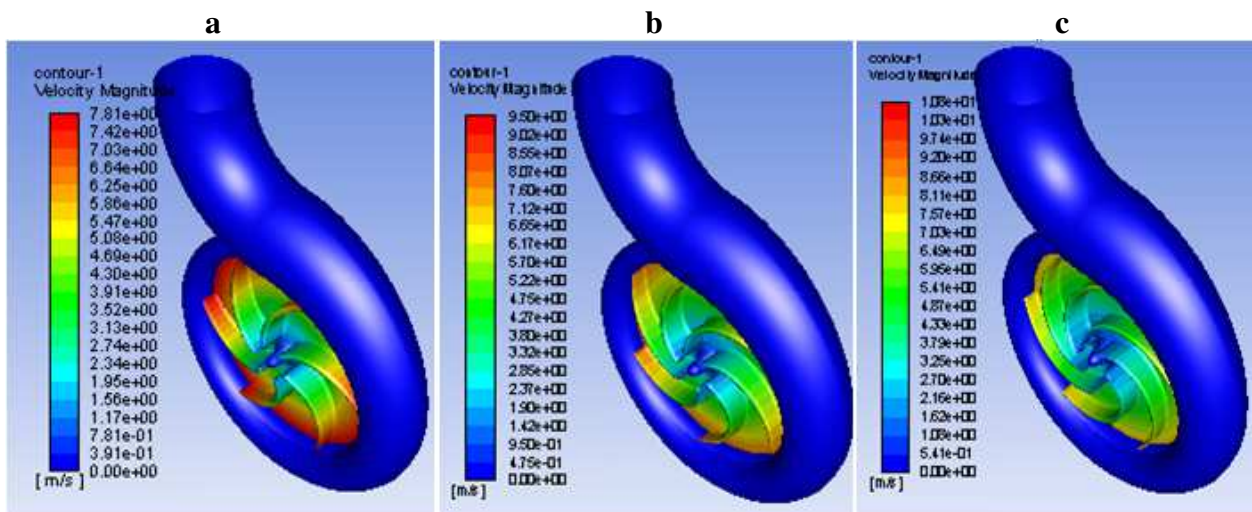 a
b
c
contour-1
Velocity Magnitude
7.81e+00
7.42e+00
7.03e+00
6.64e+00
6.25e+00
5.86e+00
5.47e+00
5.08e+00
4.69e+00
4.30e+00
3.91e+00
3.52e+00
3.13e+00
2.74e+00
2.34e+00
1.95e+00
1.56e+00
1.17e+00
7.81e-01
3.91e-01
0.00e+00
[ m/s ]
contour-1
Velocity Magnitude
9.50e+00
9.02e+00
8.55e+00
8.07e+00
7.60e+00
7.12e+00
6.65e+00
6.17e+00
5.70e+00
5.22e+00
4.75e+00
4.27e+00
3.80e+00
3.32e+00
2.85e+00
2.37e+00
1.90e+00
1.42e+00
9.50e-01
4.75e-01
0.00e+00
[m/s]
contour-1
Velocity Magnitude
1.08e+01
1.03e+01
9.74e+00
9.20e+00
8.66e+00
8.11e+00
7.57e+00
7.03e+00
6.49e+00
5.95e+00
5.41e+00
4.87e+00
4.33e+00
3.79e+00
3.25e+00
2.70e+00
2.16e+00
1.62e+00
1.08e+00
5.41e-01
0.00e+00
[m/s]